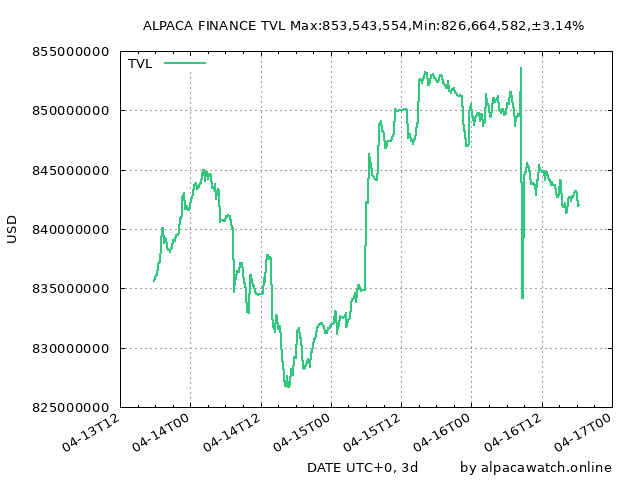 ALPACA FINANCE TVL Max:853,543,554,Min:826,664,582,±3.14%
855000000
TVL
850000000
845000000
840000000
835000000
830000000
825000000
USD
04-13T12
04-14T00
04-14T12
04-15T00
04-15T12
04-16T00
04-16T12
04-17T00
DATE UTC+0, 3d
by alpacawatch.online